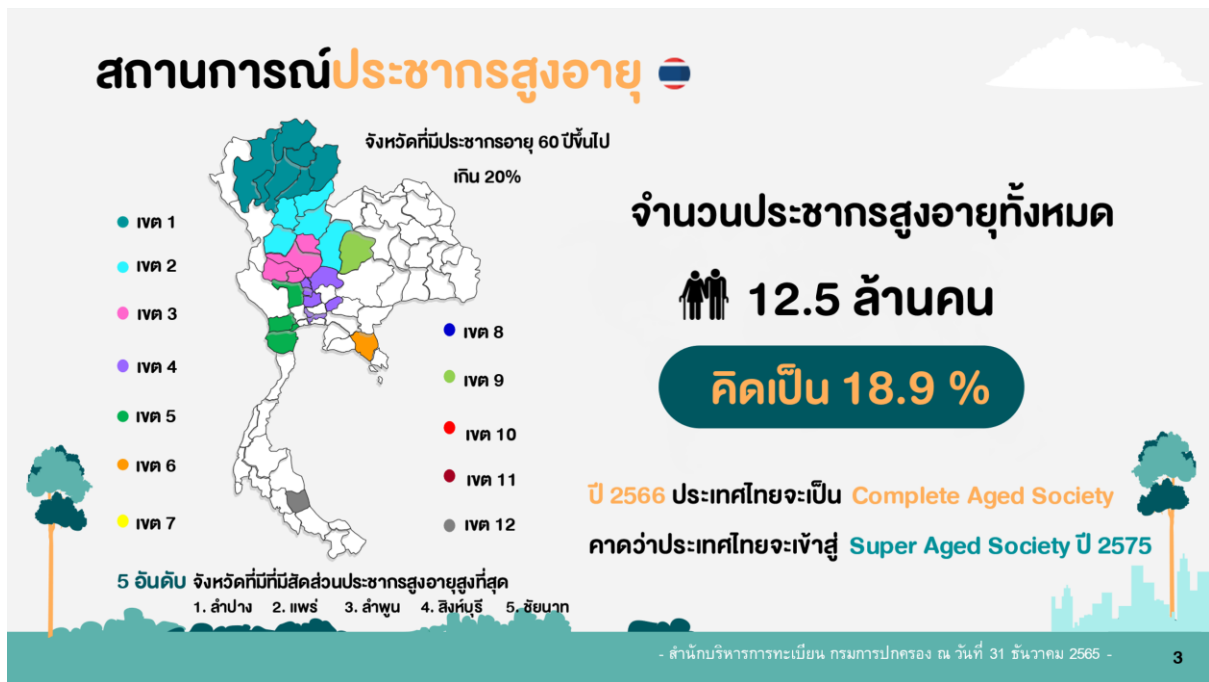 สถานการณ์ประชากรสูงอายุ
จังหวัดที่มีประชากรอายุ 60 ปีขึ้นไป
เกิน 20%
เขต 1
เขต 2
เขต 3
เขต 4
เขต 5
เขต 6
เขต 7
เขต 8
เขต 9
เขต 10
เขต 11
เขต 12
5 อันดับ จังหวัดที่มีที่มีสัดส่วนประชากรสูงอายุสูงที่สุด
1. ลำปาง 2. แพร่ 3. ลำพูน 4. สิงห์บุรี 5. ชัยนาท
จำนวนประชากรสูงอายุทั้งหมด
12.5 ล้านคน
คิดเป็น 18.9 %
ปี 2566 ประเทศไทยจะเป็น Complete Aged Society
คาดว่าประเทศไทยจะเข้าสู่ Super Aged Society ปี 2575
- สำนักบริหารการทะเบียน กรมการปกครอง ณ วันที่ 31 ธันวาคม 2565 -
3